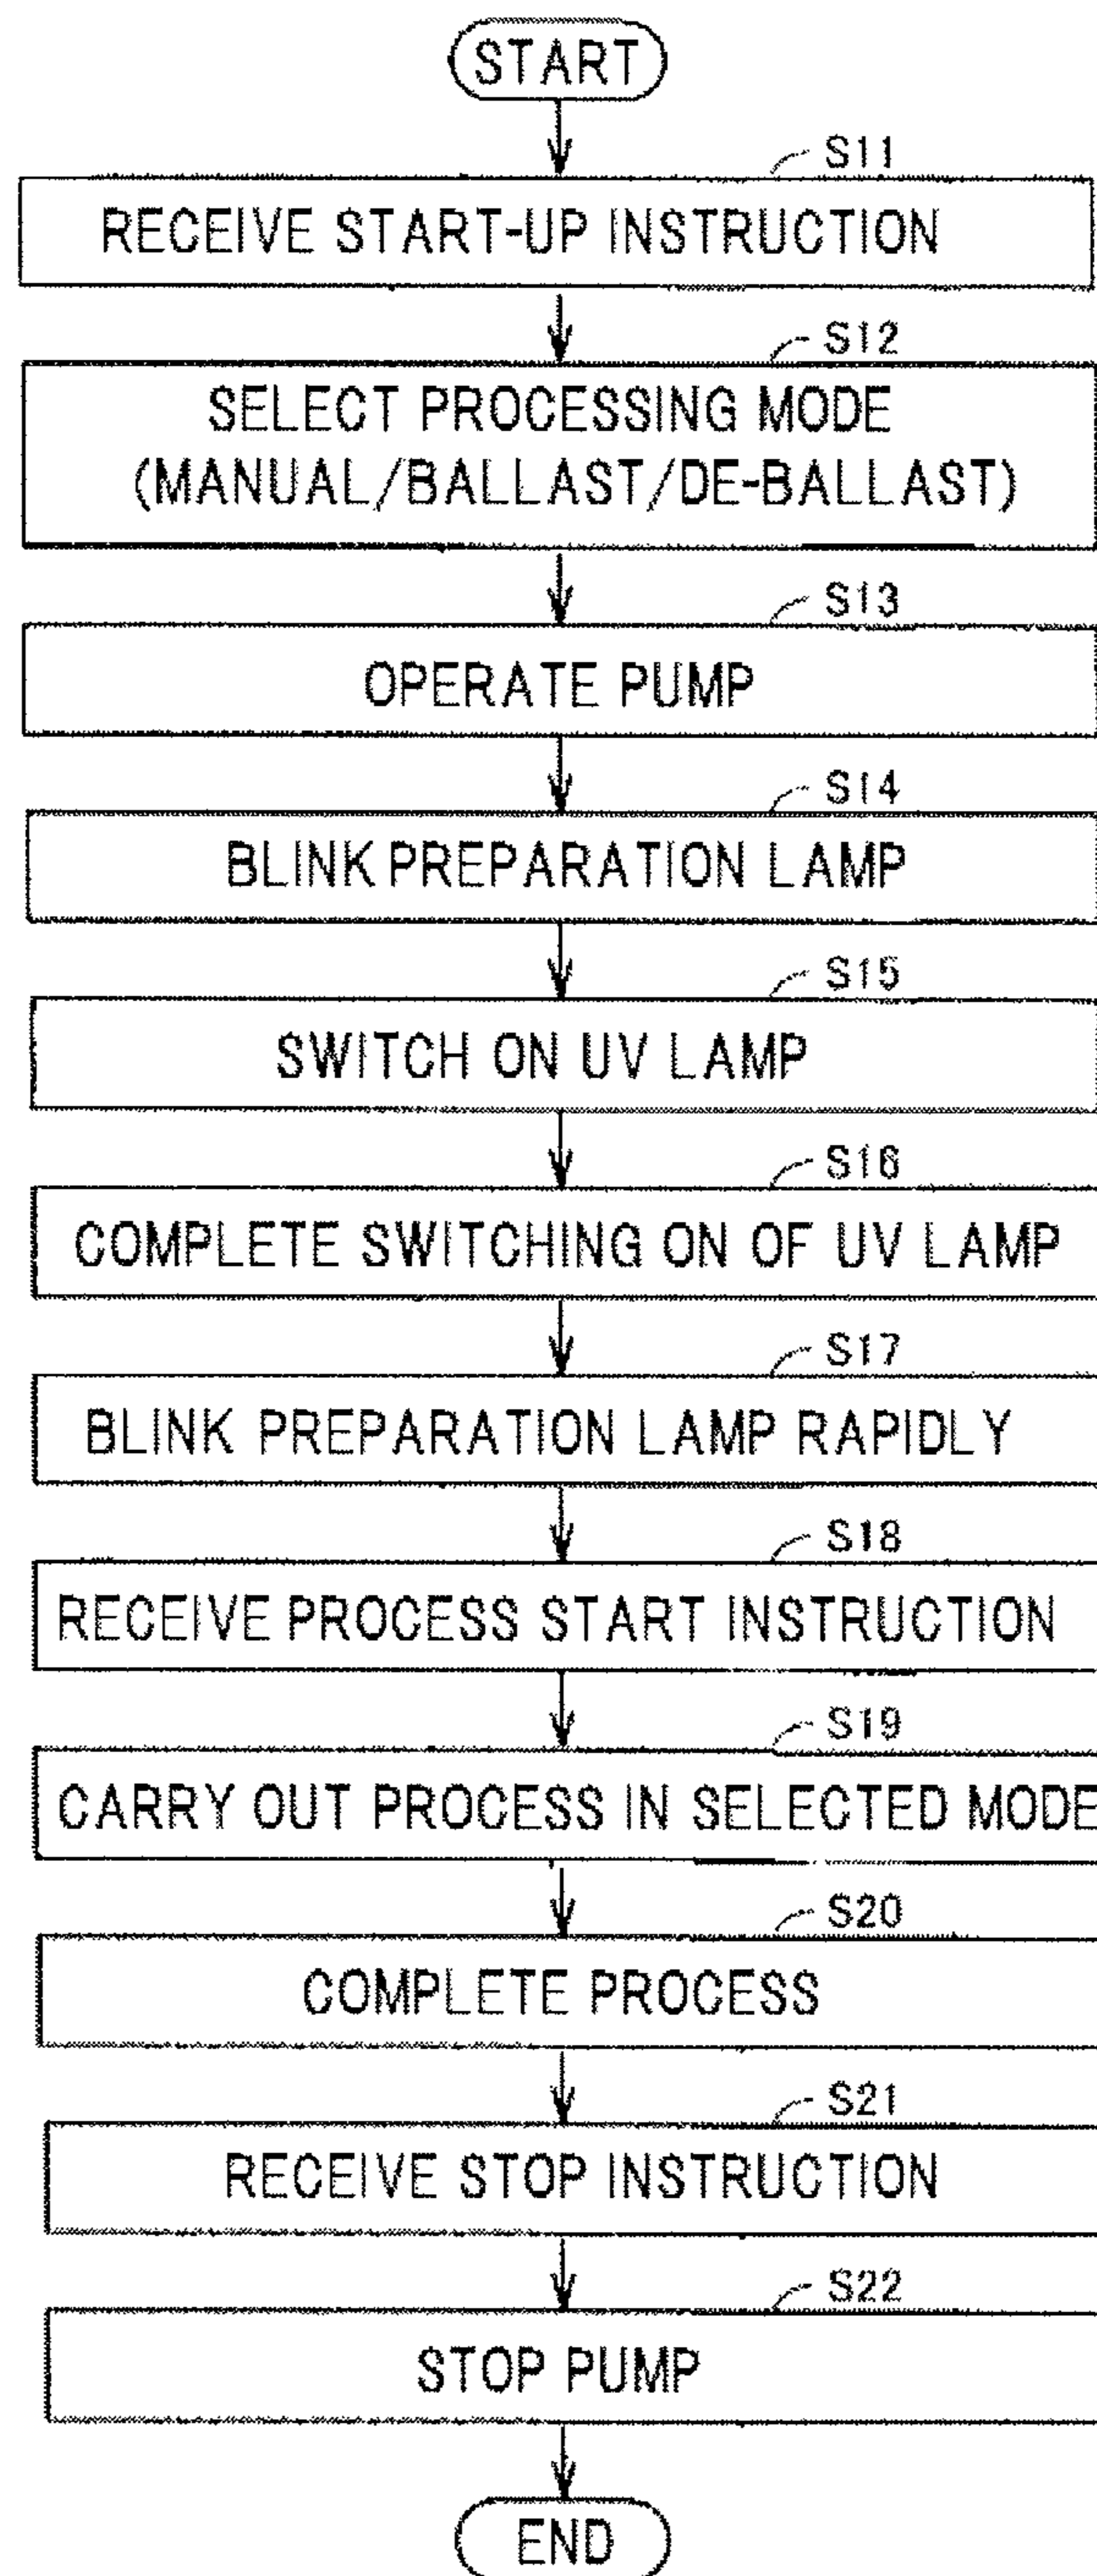 START
S11
RECEIVE START-UP INSTRUCTION
S12
SELECT PROCESSING MODE
(MANUAL/BALLAST/DE-BALLAST)
S13
OPERATE PUMP
S14
BLINK PREPARATION LAMP
S15
SWITCH ON UV LAMP
S16
COMPLETE SWITCHING ON OF UV LAMP
S17
BLINK PREPARATION LAMP RAPIDLY
S18
RECEIVE PROCESS START INSTRUCTION
S19
CARRY OUT PROCESS IN SELECTED MODE
S20
COMPLETE PROCESS
S21
RECEIVE STOP INSTRUCTION
S22
STOP PUMP
END